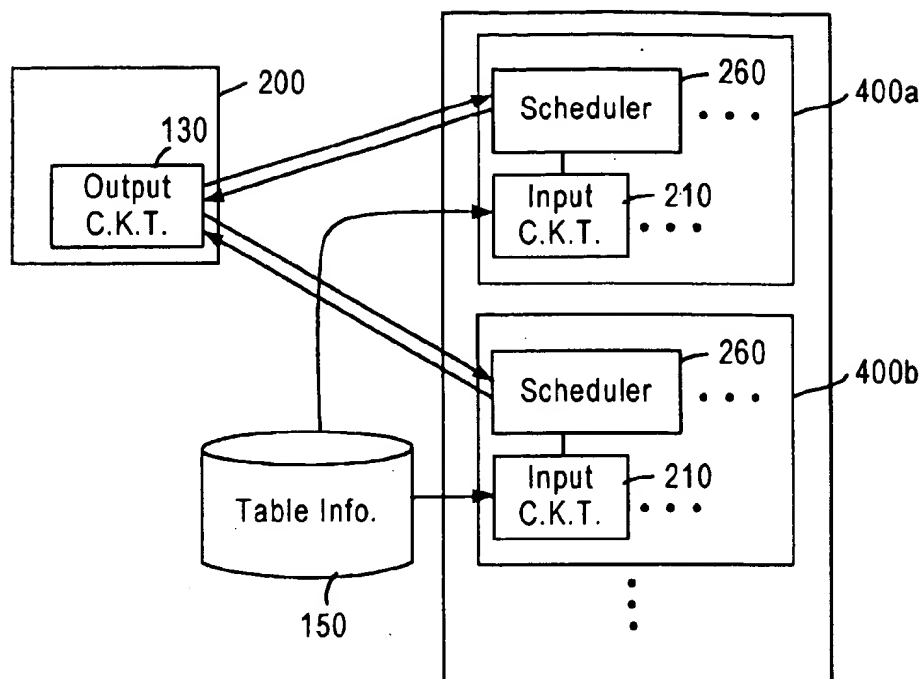 200
130
Output
C.K.T.
260
Scheduler
• • •
400a
Input
C.K.T.
210
• • •
260
Scheduler
• • •
400b
Input
C.K.T.
210
• • •
Table Info.
150